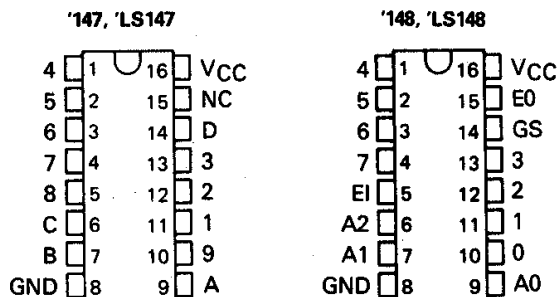 '147, 'LS147
4 1 16 VCC
5 2 15 NC
6 3 14 D
7 4 13 3
8 5 12 2
C 6 11 1
B 7 10 9
GND 8 9 A
'148, 'LS148
4 1 16 VCC
5 2 15 E0
6 3 14 GS
7 4 13 3
EI 5 12 2
A2 6 11 1
A1 7 10 0
GND 8 9 A0